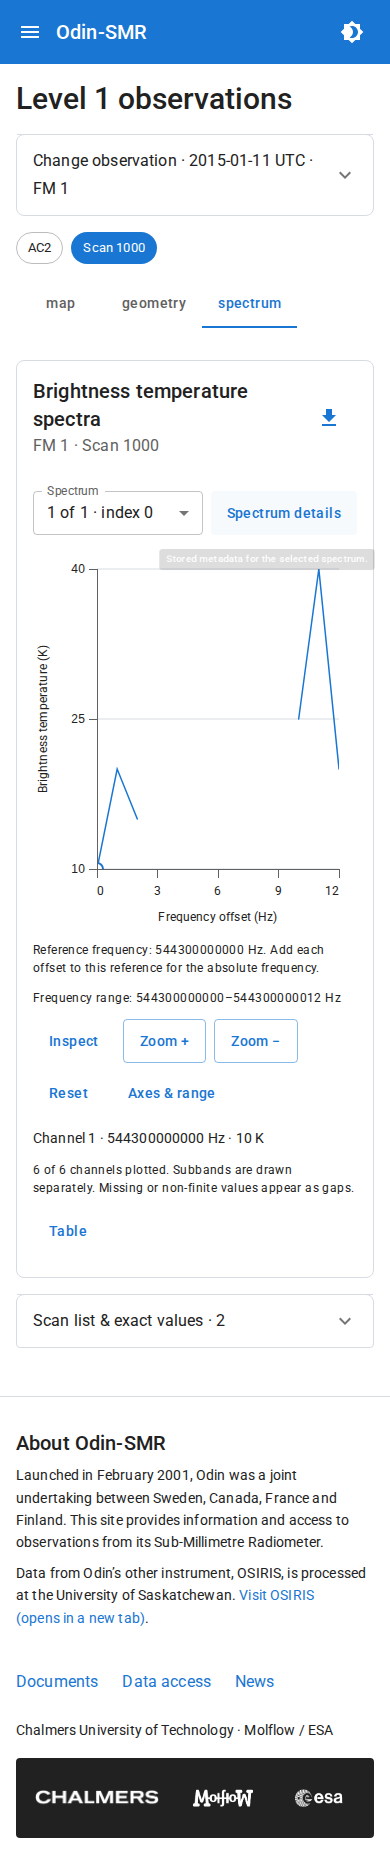 Odin-SMR
Level 1 observations
Change observation · 2015-01-11 UTC ·
FM 1
AC2
Scan 1000
map
geometry
spectrum
Brightness temperature
spectra
FM 1 · Scan 1000
Spectrum
1 of 1 · index 0
Spectrum details
Stored metadata for the selected spectrum.
40
25
10
Brightness temperature (K)
0
3
6
9
12
Frequency offset (Hz)
Reference frequency: 544300000000 Hz. Add each
offset to this reference for the absolute frequency.
Frequency range: 544300000000–544300000012 Hz
Inspect
Zoom +
Zoom −
Reset
Axes & range
Channel 1 · 544300000000 Hz · 10 K
6 of 6 channels plotted. Subbands are drawn
separately. Missing or non-finite values appear as gaps.
Table
Scan list & exact values · 2
About Odin-SMR
Launched in February 2001, Odin was a joint
undertaking between Sweden, Canada, France and
Finland. This site provides information and access to
observations from its Sub-Millimetre Radiometer.
Data from Odin’s other instrument, OSIRIS, is processed
at the University of Saskatchewan. Visit OSIRIS
(opens in a new tab).
Documents
Data access
News
Chalmers University of Technology · Molflow / ESA
CHALMERS
Molflow
esa